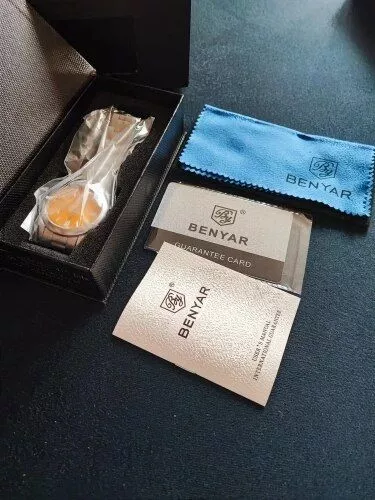 BENYAR
®
BENYAR
GUARANTEE CARD
BENYAR
USER'S MANUAL
INTERNATIONAL GUARANTEE